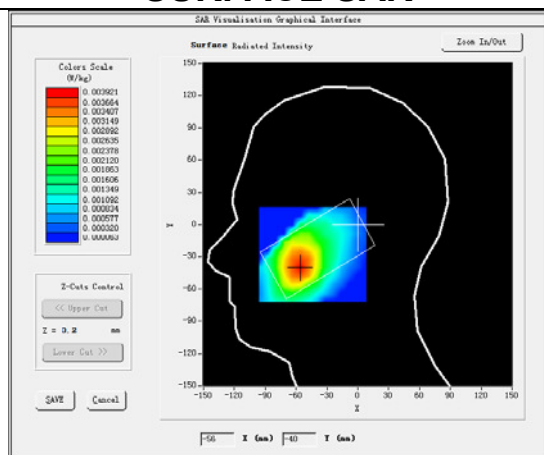 SAR Visualisation Graphical Interface
Surface Radiated Intensity
Zoom In/Out
Colors Scale
(W/kg)
0.003921
0.003664
0.003407
0.003149
0.002892
0.002635
0.002378
0.002120
0.001863
0.001606
0.001349
0.001092
0.000834
0.000577
0.000320
0.000063
150
120
90
60
30
0
-30
-60
-90
-120
-150
Y
-150 -120 -90 -60 -30 0 30 60 90 120 150
X
Z-Cuts Control
<< Upper Cut
Z = 3.2 mm
Lower Cut >>
SAVE Cancel
-56 X (mm) -40 Y (mm)